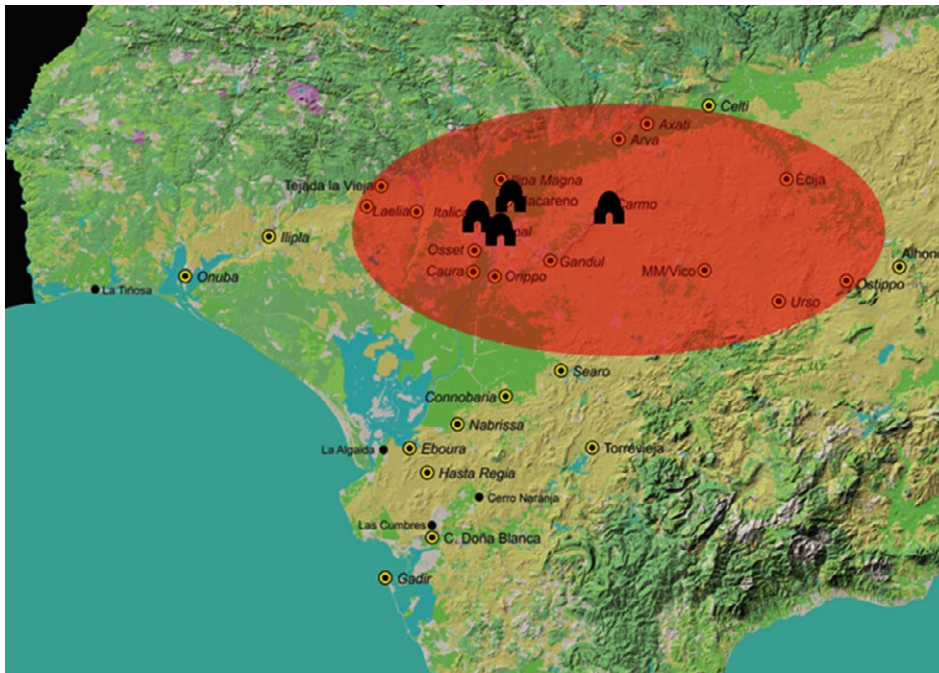 Celti
Axati
Arva
Ilipa Magna
Écija
Tejada la Vieja
Macareno
Carmo
Laelia
Italica
Ilipla
Osset
Gandul
Alhonoz
Caura
Orippo
MM/Vico
Onuba
Ostippo
La Tiñosa
Urso
Searo
Connobaria
Nabrissa
La Algaida
Eboura
Torrevieja
Hasta Regia
Cerro Naranja
Las Cumbres
C. Doña Blanca
Gadir